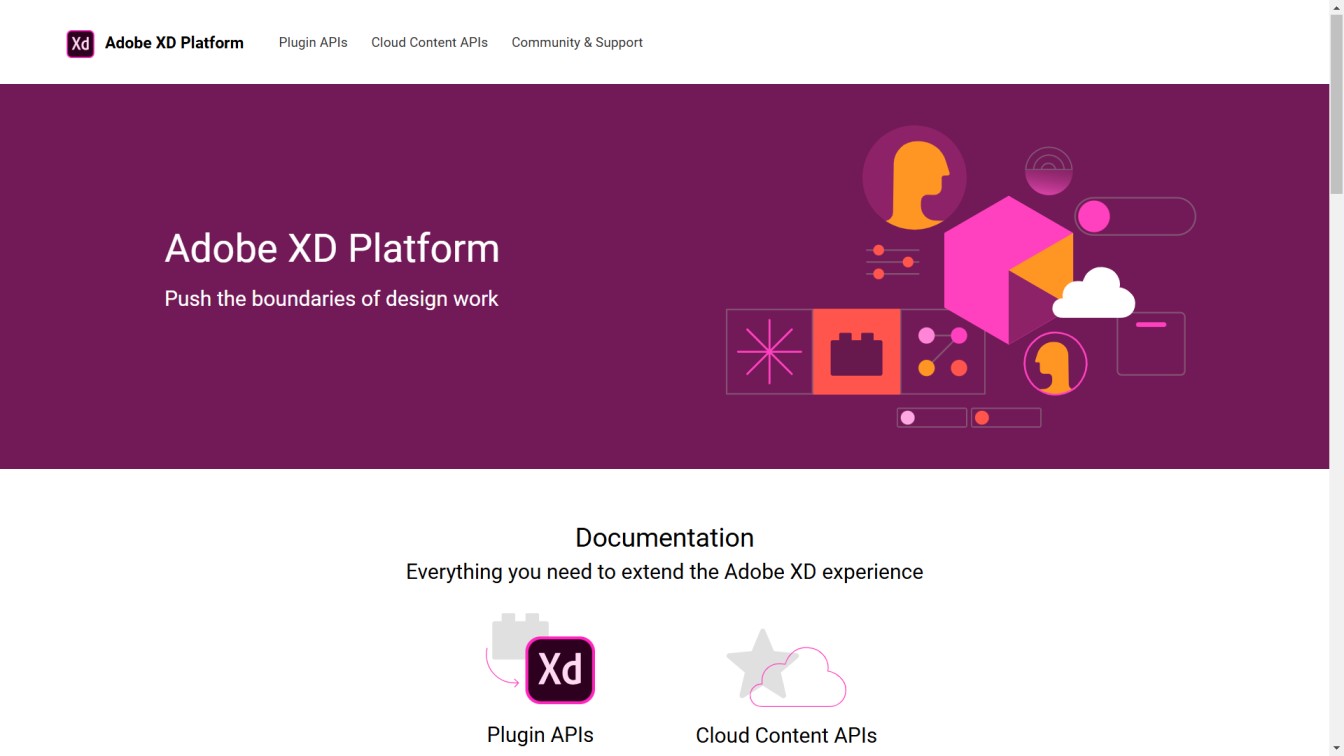 Xd Adobe XD Platform Plugin APIs Cloud Content APIs Community & Support
Adobe XD Platform
Push the boundaries of design work
Documentation
Everything you need to extend the Adobe XD experience
Xd
Plugin APIs
Cloud Content APIs